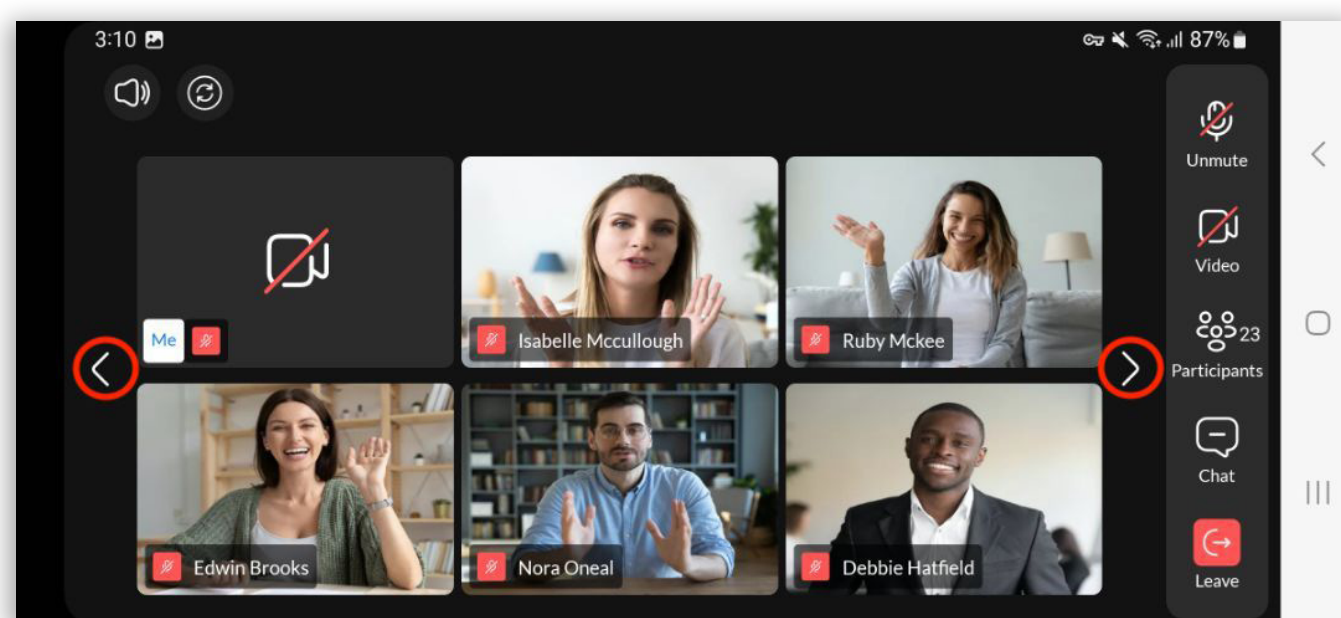 3:10
87%
Unmute
Video
23
Participants
Chat
Leave
Me
Isabelle Mccullough
Ruby Mckee
Edwin Brooks
Nora Oneal
Debbie Hatfield